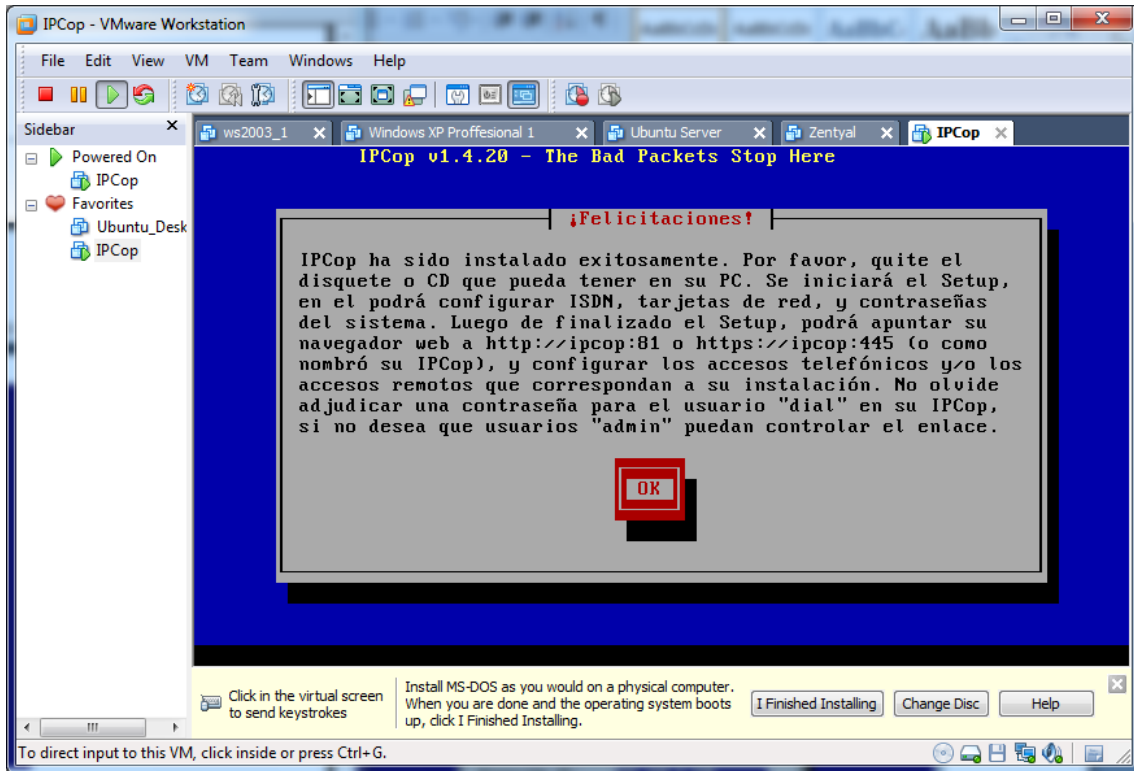 IPCop - VMware Workstation
File Edit View VM Team Windows Help
Sidebar
Powered On
IPCop
Favorites
Ubuntu_Desk
IPCop
ws2003_1 Windows XP Proffesional 1 Ubuntu Server Zentyal IPCop
IPCop v1.4.20 - The Bad Packets Stop Here
¡Felicitaciones!
IPCop ha sido instalado exitosamente. Por favor, quite el
disquete o CD que pueda tener en su PC. Se iniciará el Setup,
en el podrá configurar ISDN, tarjetas de red, y contraseñas
del sistema. Luego de finalizado el Setup, podrá apuntar su
navegador web a http://ipcop:81 o https://ipcop:445 (o como
nombró su IPCop), y configurar los accesos telefónicos y/o los
accesos remotos que correspondan a su instalación. No olvide
adjudicar una contraseña para el usuario "dial" en su IPCop,
si no desea que usuarios "admin" puedan controlar el enlace.
OK
Click in the virtual screen
to send keystrokes
Install MS-DOS as you would on a physical computer.
When you are done and the operating system boots
up, click I Finished Installing.
I Finished Installing Change Disc Help
To direct input to this VM, click inside or press Ctrl+G.